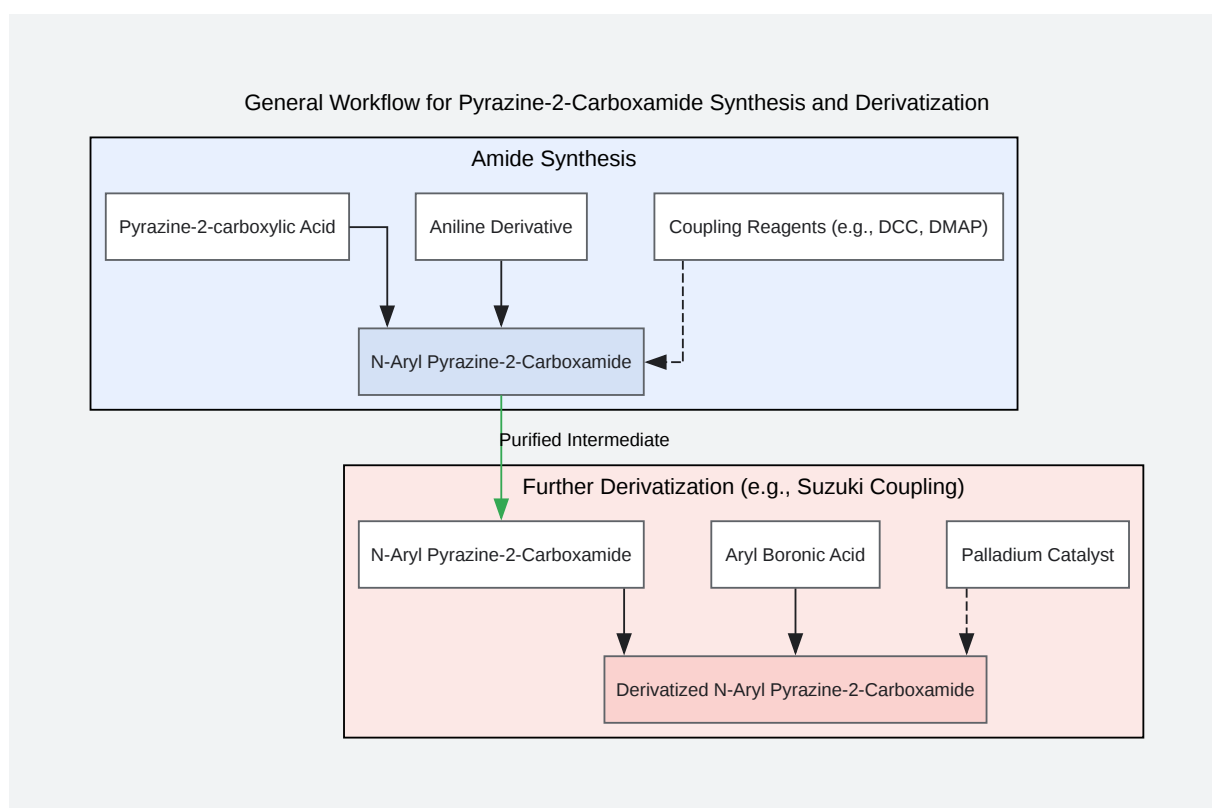 General Workflow for Pyrazine-2-Carboxamide Synthesis and Derivatization
Amide Synthesis
Pyrazine-2-carboxylic Acid
Aniline Derivative
Coupling Reagents (e.g., DCC, DMAP)
N-Aryl Pyrazine-2-Carboxamide
Purified Intermediate
Further Derivatization (e.g., Suzuki Coupling)
N-Aryl Pyrazine-2-Carboxamide
Aryl Boronic Acid
Palladium Catalyst
Derivatized N-Aryl Pyrazine-2-Carboxamide